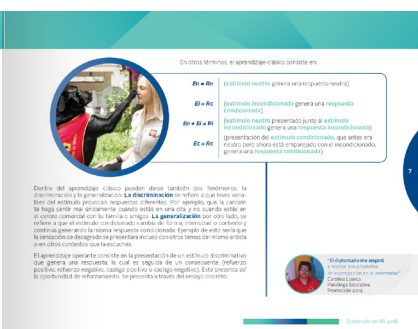 En otros términos, el aprendizaje clásico consiste en:
En = Rn (estímulo neutro genera una respuesta neutra)
Ei = Rc (estímulo incondicionado genera una respuesta
condicionada)
En + Ei = Ri (estímulo neutro presentado junto al estímulo
incondicionado genera una respuesta incondicionada)
Ec = Rc (presentación del estímulo condicionado, que antes era
neutro pero ahora está emparejado con el incondicionado,
genera una respuesta condicionada).
7
Dentro del aprendizaje clásico pueden darse también dos fenómenos: la
discriminación y la generalización. La discriminación se refiere a que leves varia-
bles del estímulo provocan respuestas diferentes. Por ejemplo, que la canción
te haga sentir mal únicamente cuando estás en una cita y no cuando estás en
el centro comercial con tu familia o amigos. La generalización por otro lado, se
refiere a que el estímulo condicionado cambia de forma, intensidad o contexto y
continúa generando la misma respuesta condicionada. Ejemplo de esto sería que
la sensación de desagrado se presentara incluso con otros temas del mismo artista
o en otros contextos que la escuches.
El aprendizaje operante consiste en la presentación de un estímulo discriminativo
que genera una respuesta, la cual es seguida de un consecuente (refuerzo
positivo, refuerzo negativo, castigo positivo o castigo negativo). Este presenta así
la oportunidad de reforzamiento. Se presenta a través del ensayo discreto:
"El diplomado me inspiró
a realizar dos proyectos
de investigación en la universidad"
Carolina Loarca
Psicóloga Educativa
Promoción 2015